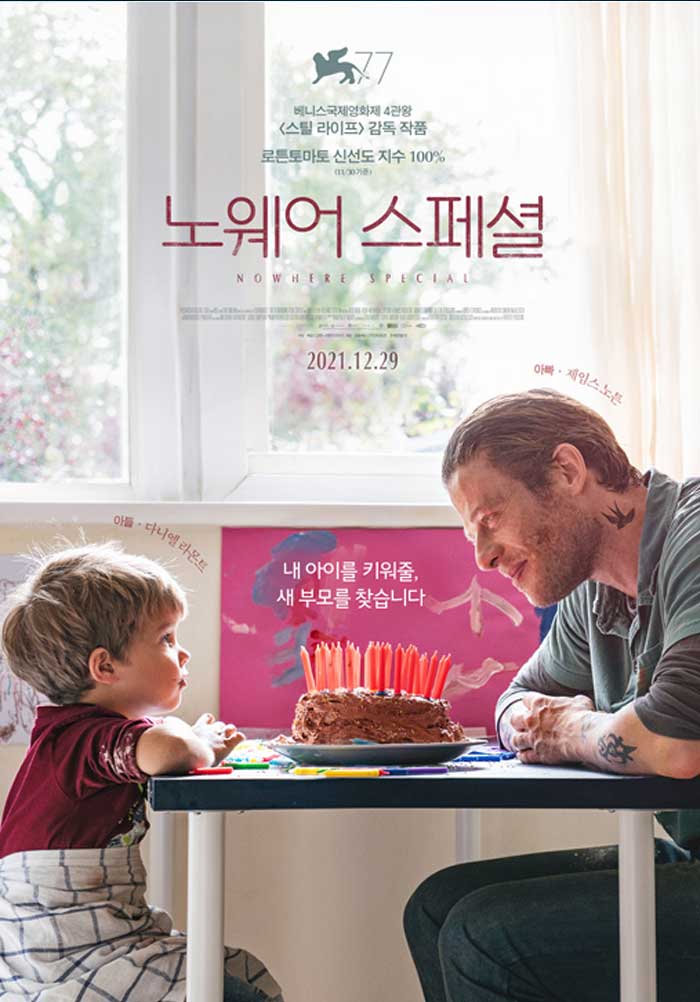 77
베니스국제영화제 4관왕
<스틸 라이프> 감독 작품
로튼토마토 신선도 지수 100%
(11/30기준)
노웨어 스페셜
NOWHERE SPECIAL
2021.12.29
아빠·제임스 노튼
아들·다니엘 라몬트
내 아이를 키워줄,
새 부모를 찾습니다